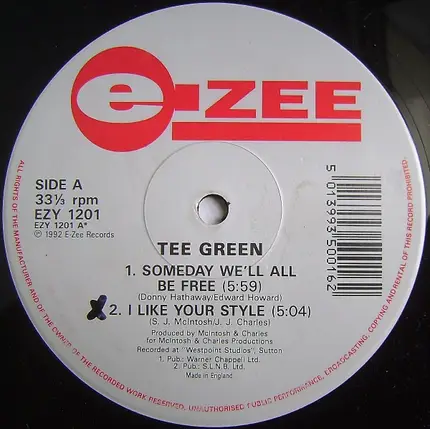 e-ZEE
SIDE A
33⅓ rpm
EZY 1201
EZY 1201 A*
℗ 1992 E-Zee Records
5 013993 500162
TEE GREEN
1. SOMEDAY WE'LL ALL
BE FREE (5:59)
(Donny Hathaway/Edward Howard)
2. I LIKE YOUR STYLE (5:04)
(S. J. McIntosh/J. J. Charles)
Produced by McIntosh & Charles
for McIntosh & Charles Productions
Recorded at "Westpoint Studios", Sutton
1. Pub: Warner Chappell Ltd.
2. Pub: S.L.N.B. Ltd.
Made in England
ALL RIGHTS OF THE MANUFACTURER AND OF THE OWNER OF THE RECORDED WORK RESERVED. UNAUTHORISED PUBLIC PERFORMANCE, BROADCASTING, COPYING AND RENTAL OF THIS RECORD PROHIBITED.